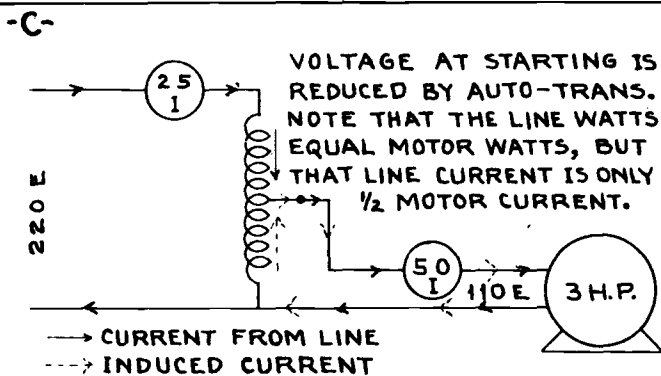 -C-
25
I
VOLTAGE AT STARTING IS
REDUCED BY AUTO-TRANS.
NOTE THAT THE LINE WATTS
EQUAL MOTOR WATTS, BUT
THAT LINE CURRENT IS ONLY
1/2 MOTOR CURRENT.
220 E
50
I
110 E
3 H.P.
CURRENT FROM LINE
INDUCED CURRENT